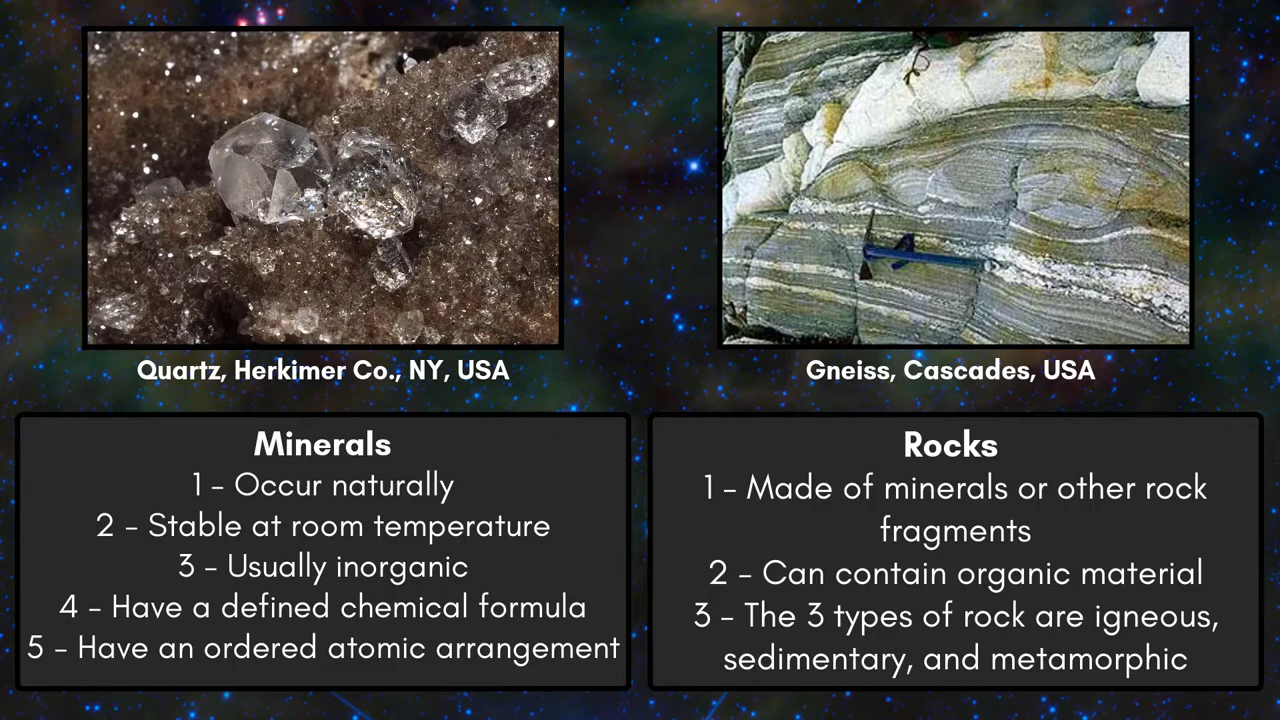 Quartz, Herkimer Co., NY, USA
Gneiss, Cascades, USA
Minerals
1 - Occur naturally
2 - Stable at room temperature
3 - Usually inorganic
4 - Have a defined chemical formula
5 - Have an ordered atomic arrangement
Rocks
1 - Made of minerals or other rock
fragments
2 - Can contain organic material
3 - The 3 types of rock are igneous,
sedimentary, and metamorphic